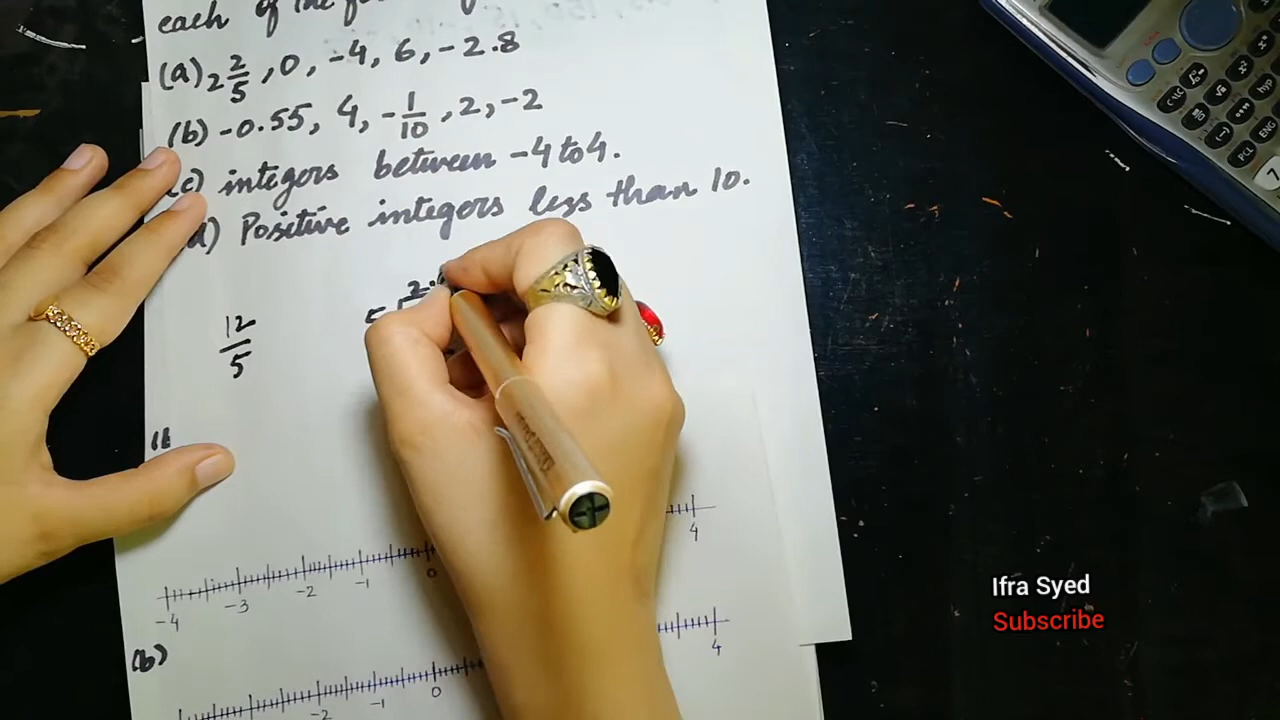 each of the
(a) 2 2/5 , 0 , -4 , 6 , -2.8
(b) -0.55 , 4 , -1/10 , 2 , -2
c) integers between -4 to 4.
d) Positive integers less than 10.
2.
12/5
5
-4 -3 -2 -1 0 4
(b)
-2 -1 0 4
Ifra Syed
Subscribe